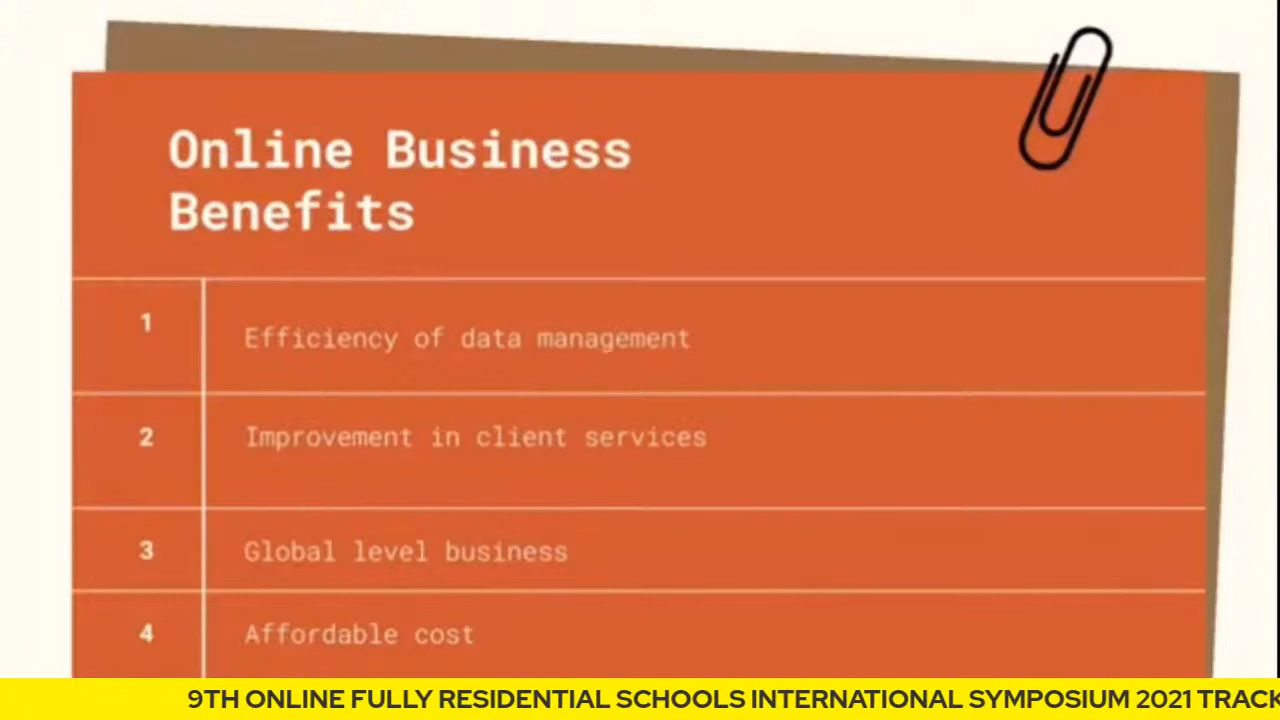 Online Business
Benefits
1
Efficiency of data management
2
Improvement in client services
3
Global level business
4
Affordable cost
9TH ONLINE FULLY RESIDENTIAL SCHOOLS INTERNATIONAL SYMPOSIUM 2021 TRACK